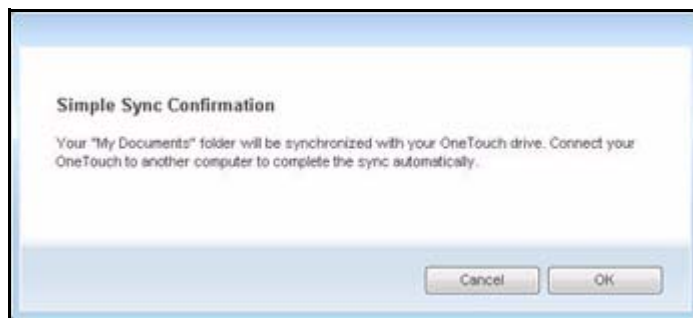 Simple Sync Confirmation
Your "My Documents" folder will be synchronized with your OneTouch drive. Connect your
OneTouch to another computer to complete the sync automatically.
Cancel
OK